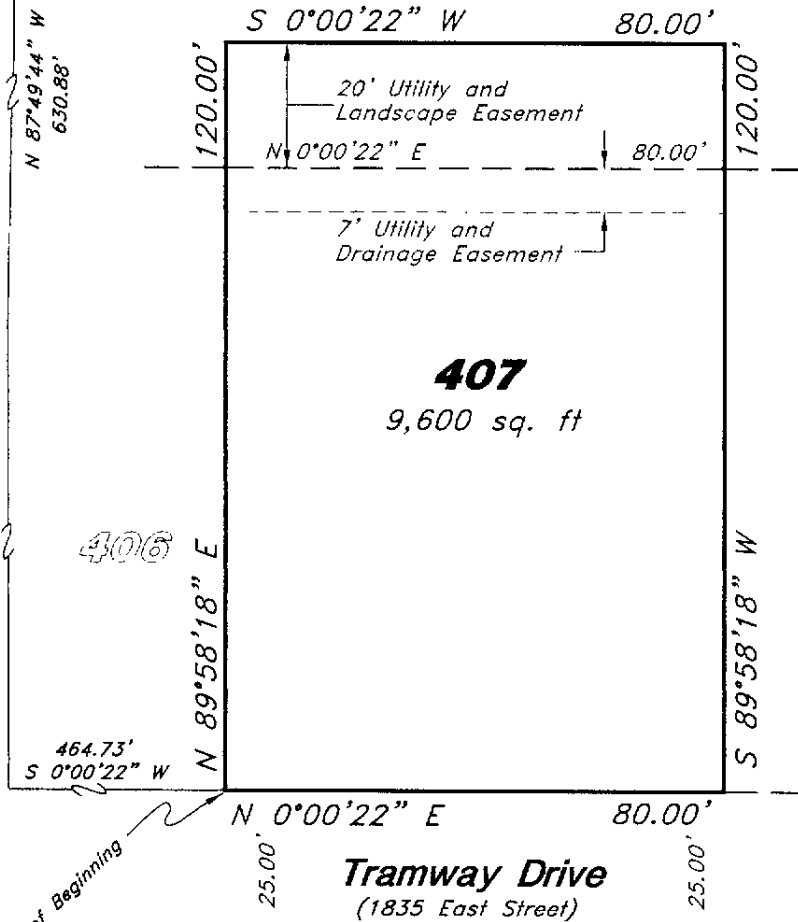 S 0°00'22" W 80.00'
N 87°49'44" W
630.88'
120.00'
120.00'
20' Utility and
Landscape Easement
N 0°00'22" E 80.00'
7' Utility and
Drainage Easement
407
9,600 sq. ft
406
N 89°58'18" E
S 89°58'18" W
464.73'
S 0°00'22" W
N 0°00'22" E 80.00'
of Beginning
25.00'
25.00'
Tramway Drive
(1835 East Street)